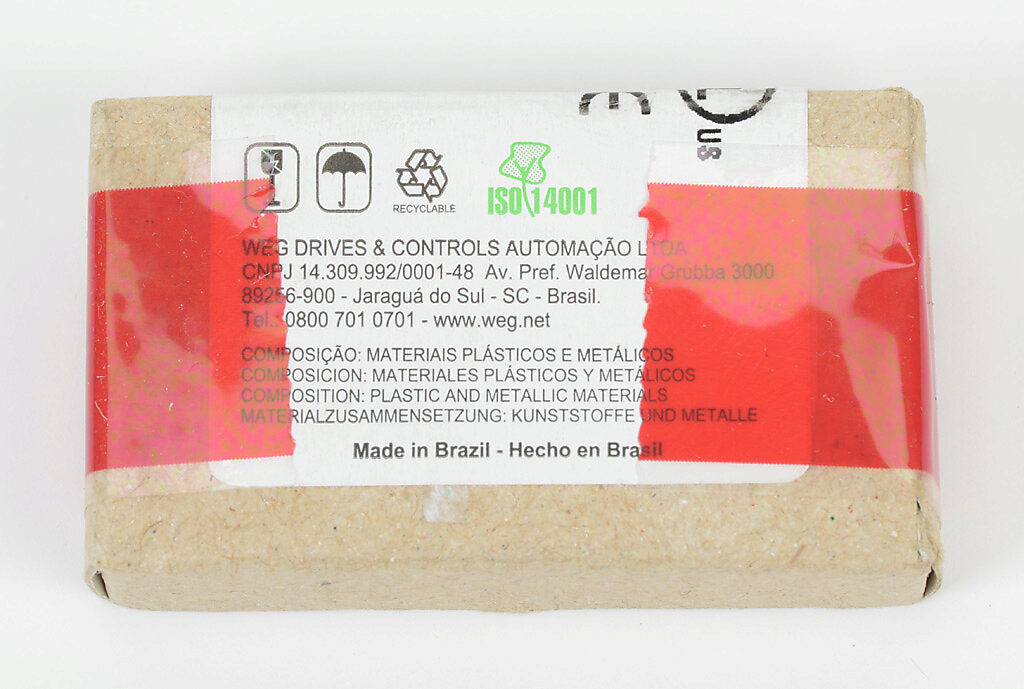 us
RECYCLABLE
ISO 14001
WEG DRIVES & CONTROLS AUTOMAÇÃO LTDA
CNPJ 14.309.992/0001-48 Av. Pref. Waldemar Grubba 3000
89256-900 - Jaraguá do Sul - SC - Brasil.
Tel.: 0800 701 0701 - www.weg.net
COMPOSIÇÃO: MATERIAIS PLÁSTICOS E METÁLICOS
COMPOSICION: MATERIALES PLÁSTICOS Y METÁLICOS
COMPOSITION: PLASTIC AND METALLIC MATERIALS
MATERIALZUSAMMENSETZUNG: KUNSTSTOFFE UND METALLE
Made in Brazil - Hecho en Brasil